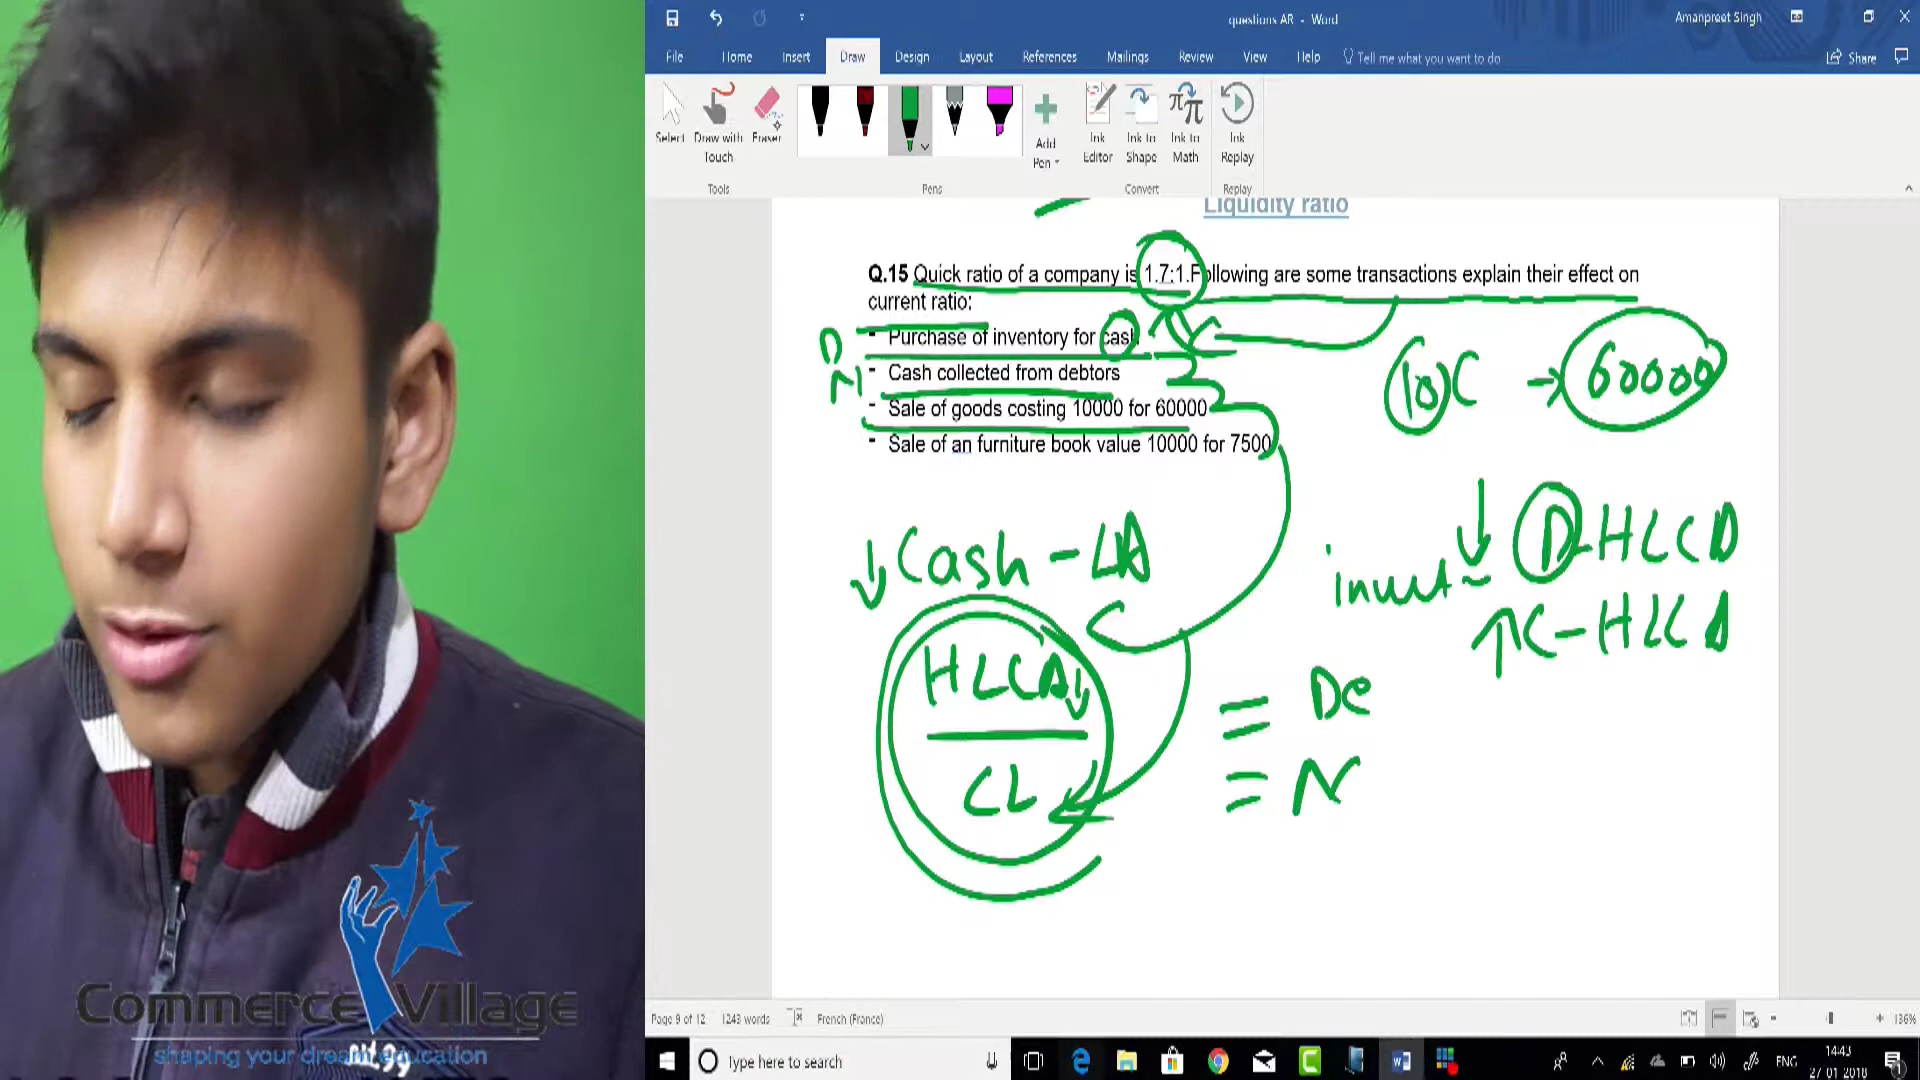 questions AR - Word
Amanpreet Singh
File Home Insert Draw Design Layout References Mailings Review View Help Tell me what you want to do Share
Select Draw with Touch Eraser Add Pen Ink Editor Ink to Shape Ink to Math Ink Replay
Tools Pens Convert Replay
Liquidity ratio
Q.15 Quick ratio of a company is 1.7:1.Following are some transactions explain their effect on
current ratio:
D - Purchase of inventory for cash
- Cash collected from debtors
- Sale of goods costing 10000 for 60000
- Sale of an furniture book value 10000 for 7500
10 C → 60000
↓ Cash - LA
↓ D-HLCD
↑C-HLCD
HLCA↓
CL
= De
= N
Commerce Village
shaping your dream education
Page 9 of 12 1243 words French (France) 136%
Type here to search
ENG 14:43
27-01-2018